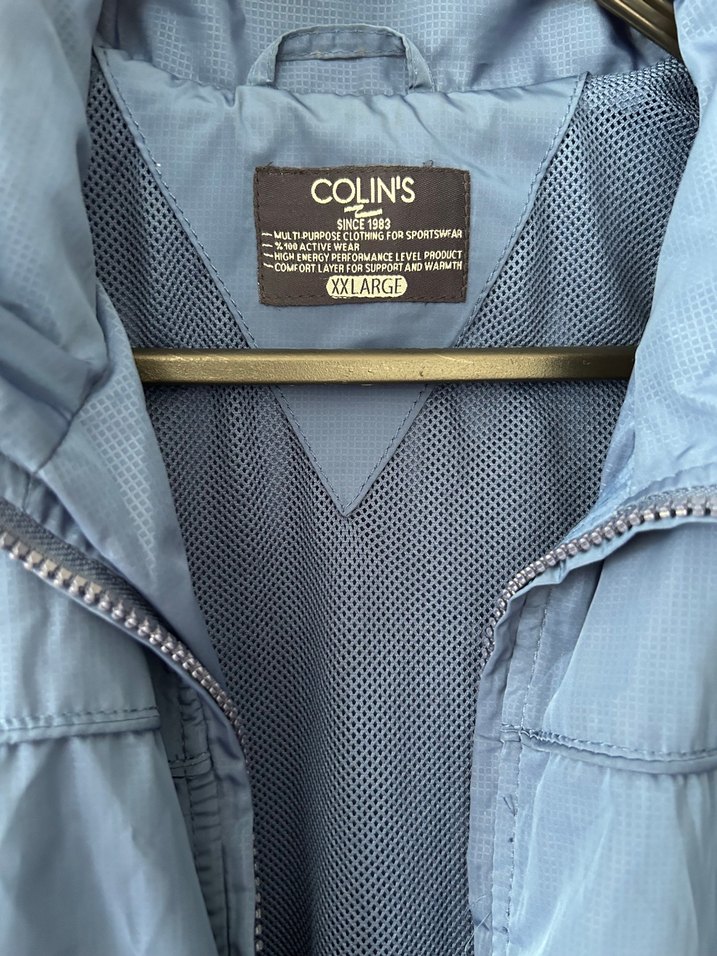 COLIN'S
SINCE 1983
– MULTI-PURPOSE CLOTHING FOR SPORTSWEAR
– %100 ACTIVE WEAR
– HIGH ENERGY PERFORMANCE LEVEL PRODUCT
– COMFORT LAYER FOR SUPPORT AND WARMTH
XXLARGE